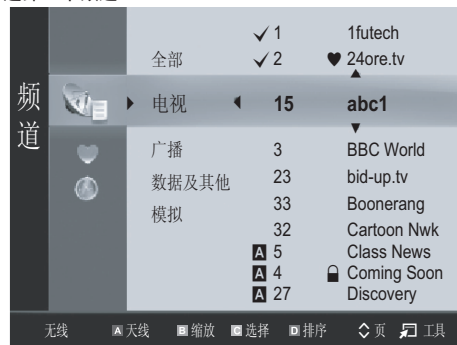 频道
✓ 1 1futech
全部 ✓ 2 ♥ 24ore.tv
电视 15 abc1
广播 3 BBC World
数据及其他 23 bid-up.tv
模拟 33 Boonerang
32 Cartoon Nwk
A 5 Class News
A 4 Coming Soon
A 27 Discovery
无线 A 天线 B 缩放 C 选择 D 排序 页 工具